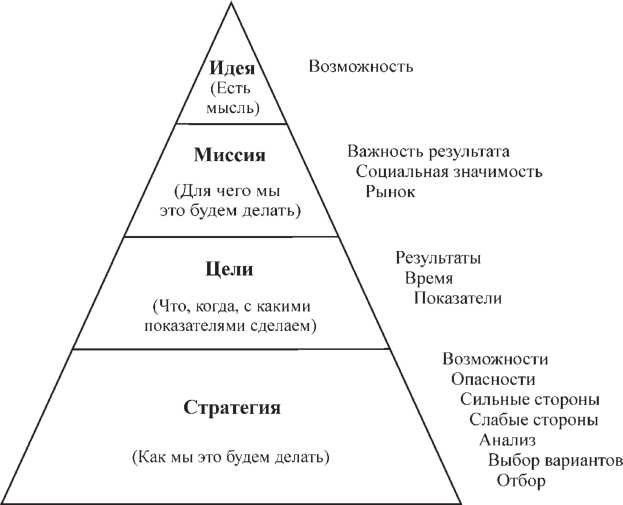 Идея
(Есть
мысль)
Возможность
Миссия
(Для чего мы
это будем делать)
Важность результата
Социальная значимость
Рынок
Цели
(Что, когда, с какими
показателями сделаем)
Результаты
Время
Показатели
Стратегия
(Как мы это будем делать)
Возможности
Опасности
Сильные стороны
Слабые стороны
Анализ
Выбор вариантов
Отбор